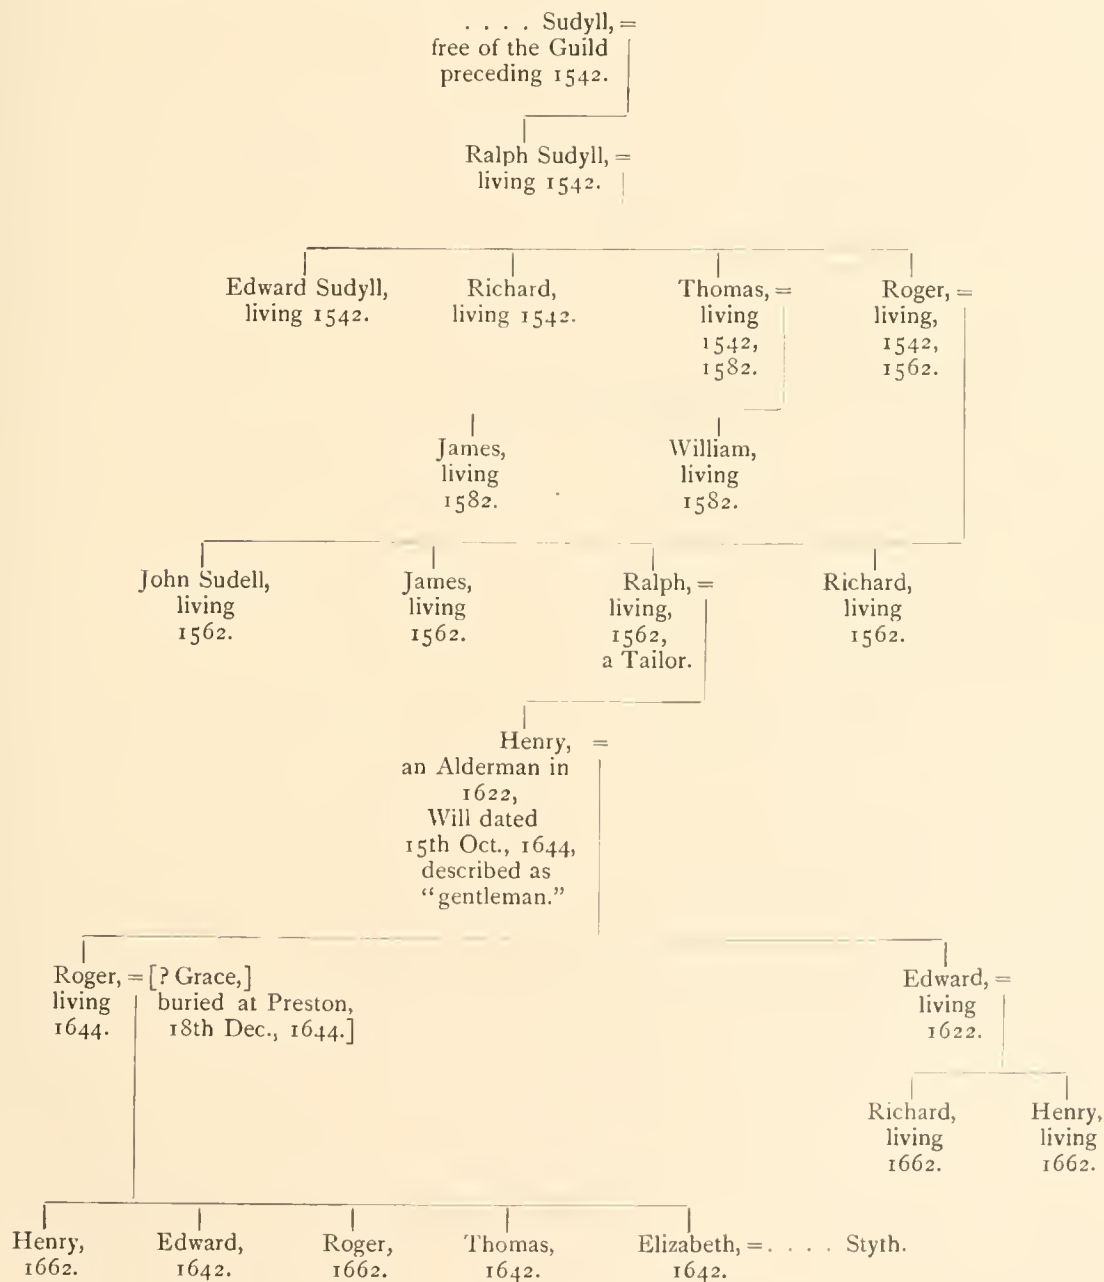 . . . . Sudyll, =
free of the Guild
preceding 1542.
Ralph Sudyll, =
living 1542.
Edward Sudyll,
living 1542.
Richard,
living 1542.
Thomas, =
living
1542,
1582.
Roger, =
living,
1542,
1562.
James,
living
1582.
William,
living
1582.
John Sudell,
living
1562.
James,
living
1562.
Ralph, =
living,
1562,
a Tailor.
Richard,
living
1562.
Henry, =
an Alderman in
1622,
Will dated
15th Oct., 1644,
described as
“gentleman.”
Roger, = [? Grace,]
living
1644.
buried at Preston,
18th Dec., 1644.]
Edward, =
living
1622.
Richard,
living
1662.
Henry,
living
1662.
Henry,
1662.
Edward,
1642.
Roger,
1662.
Thomas,
1642.
Elizabeth, = . . . . Styth.
1642.